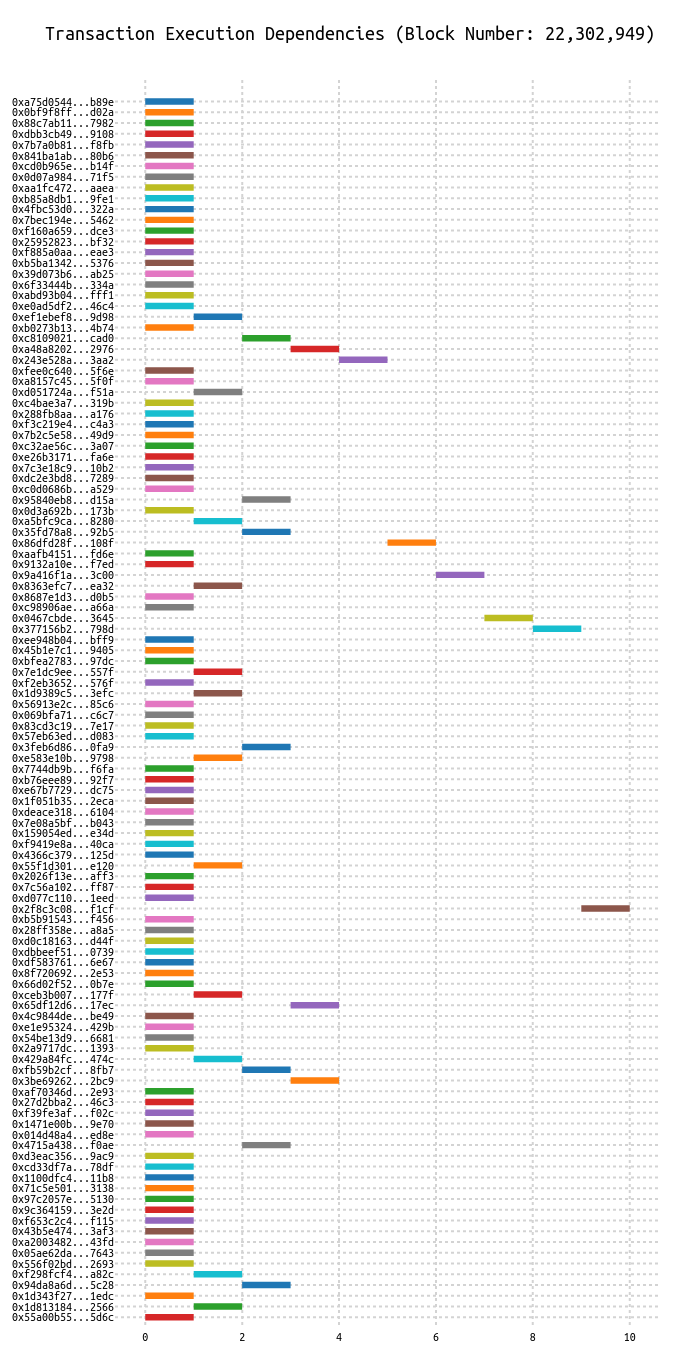 Transaction Execution Dependencies (Block Number: 22,302,949)
0xa75d0544...b89e
0x0bf9f8ff...d02a
0x88c7ab11...7982
0xdbb3cb49...9108
0x7b7a0b81...f8fb
0x841ba1ab...80b6
0xcd0b965e...b14f
0x0d07a984...71f5
0xaa1fc472...aaea
0xb85a8db1...9fe1
0x4fbc53d0...322a
0x7bec194e...5462
0xf160a659...dce3
0x25952823...bf32
0xf885a0aa...eae3
0xb5ba1342...5376
0x39d073b6...ab25
0x6f33444b...334a
0xabd93b04...fff1
0xe0ad5df2...46c4
0xef1ebef8...9d98
0xb0273b13...4b74
0xc8109021...cad0
0xa48a8202...2976
0x243e528a...3aa2
0xfee0c640...5f6e
0xa8157c45...5f0f
0xd051724a...f51a
0xc4bae3a7...319b
0x288fb8aa...a176
0xf3c219e4...c4a3
0x7b2c5e58...49d9
0xc32ae56c...3a07
0xe26b3171...fa6e
0x7c3e18c9...10b2
0xdc2e3bd8...7289
0xc0d0686b...a529
0x95840eb8...d15a
0x0d3a692b...173b
0xa5bfc9ca...8280
0x35fd78a8...92b5
0x86dfd28f...108f
0xaafb4151...fd6e
0x9132a10e...f7ed
0x9a416f1a...3c00
0x8363efc7...ea32
0x8687e1d3...d0b5
0xc98906ae...a66a
0x0467cbde...3645
0x377156b2...798d
0xee948b04...bff9
0x45b1e7c1...9405
0xbfea2783...97dc
0x7e1dc9ee...557f
0xf2eb3652...576f
0x1d9389c5...3efc
0x56913e2c...85c6
0x069bfa71...c6c7
0x83cd3c19...7e17
0x57eb63ed...d083
0x3feb6d86...0fa9
0xe583e10b...9798
0x7744db9b...f6fa
0xb76eee89...92f7
0xe67b7729...dc75
0x1f051b35...2eca
0xdeace318...6104
0x7e08a5bf...b043
0x159054ed...e34d
0xf9419e8a...40ca
0x4366c379...125d
0x55f1d301...e120
0x2026f13e...aff3
0x7c56a102...ff87
0xd077c110...1eed
0x2f8c3c08...f1cf
0xb5b91543...f456
0x28ff358e...a8a5
0xd0c18163...d44f
0xdbbeef51...0739
0xdf583761...6e67
0x8f720692...2e53
0x66d02f52...0b7e
0xceb3b007...177f
0x65df12d6...17ec
0x4c9844de...be49
0xe1e95324...429b
0x54be13d9...6681
0x2a9717dc...1393
0x429a84fc...474c
0xfb59b2cf...8fb7
0x3be69262...2bc9
0xaf70346d...2e93
0x27d2bba2...46c3
0xf39fe3af...f02c
0x1471e00b...9e70
0x014d48a4...ed8e
0x4715a438...f0ae
0xd3eac356...9ac9
0xcd33df7a...78df
0x1100dfc4...11b8
0x71c5e501...3138
0x97c2057e...5130
0x9c364159...3e2d
0xf653c2c4...f115
0x43b5e474...3af3
0xa2003482...43fd
0x05ae62da...7643
0x556f02bd...2693
0xf298fcf4...a82c
0x94da8a6d...5c28
0x1d343f27...1edc
0x1d813184...2566
0x55a00b55...5d6c
0 2 4 6 8 10